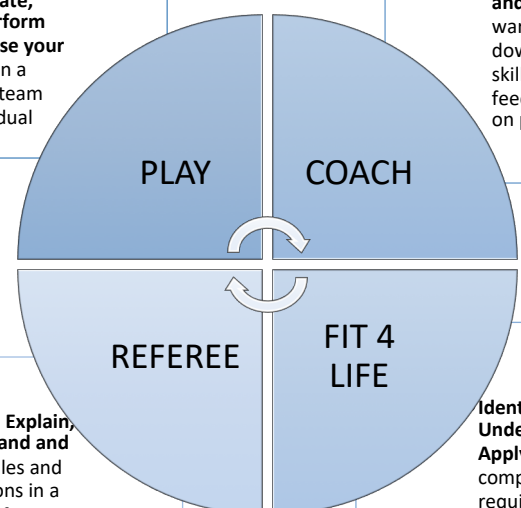 ate,
rform
se your
n a
team
dual
and
war
dow
skil
feed
on p
PLAY
COACH
REFEREE
FIT 4
LIFE
Explain,
and and
les and
ons in a
Ident
Unde
Apply
comp
requi